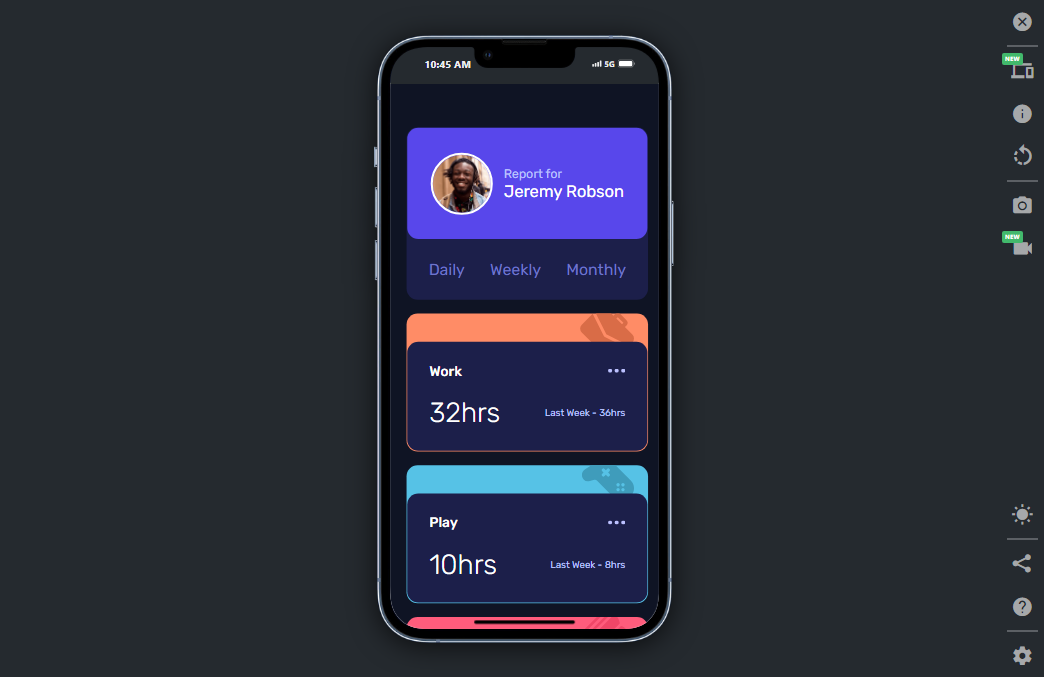 10:45 AM
5G
NEW
NEW
Report for
Jeremy Robson
Daily Weekly Monthly
Work
32hrs
Last Week - 36hrs
Play
10hrs
Last Week - 8hrs